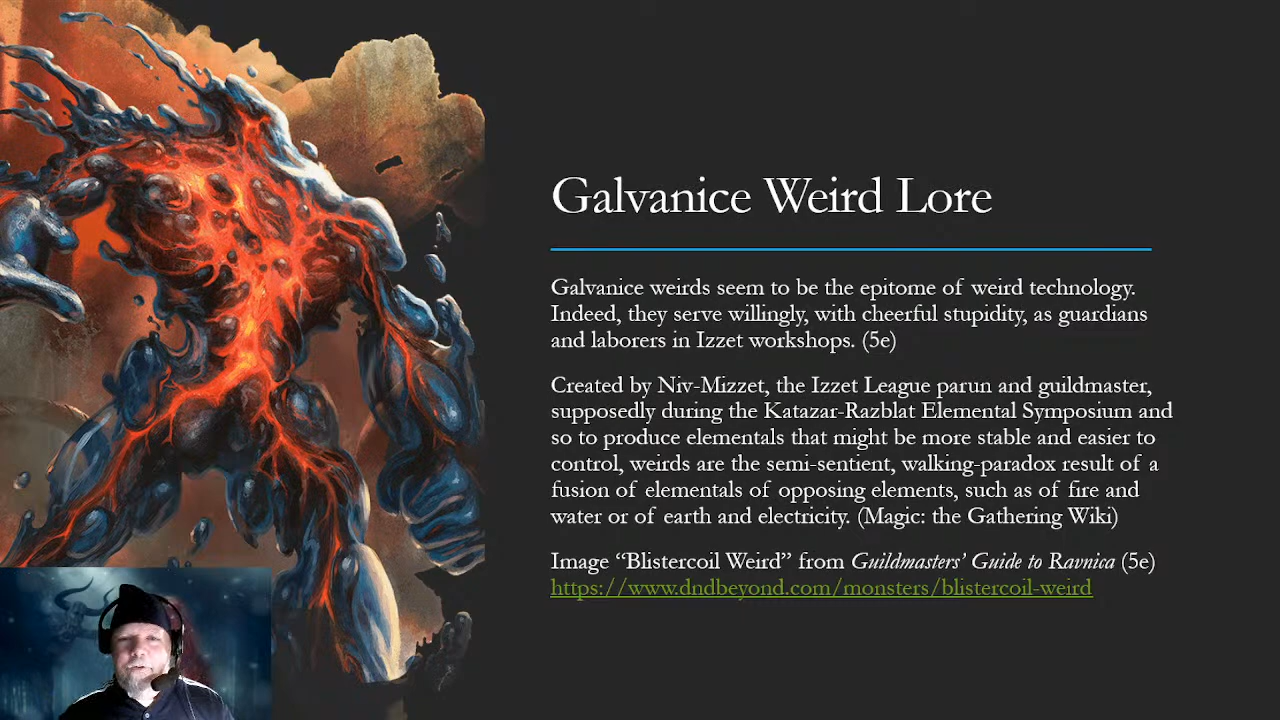 Galvanice Weird Lore
Galvanice weirds seem to be the epitome of weird technology.
Indeed, they serve willingly, with cheerful stupidity, as guardians
and laborers in Izzet workshops. (5e)
Created by Niv-Mizzet, the Izzet League parun and guildmaster,
supposedly during the Katazar-Razblat Elemental Symposium and
so to produce elementals that might be more stable and easier to
control, weirds are the semi-sentient, walking-paradox result of a
fusion of elementals of opposing elements, such as of fire and
water or of earth and electricity. (Magic: the Gathering Wiki)
Image “Blistercoil Weird” from Guildmasters’ Guide to Ravnica (5e)
https://www.dndbeyond.com/monsters/blistercoil-weird